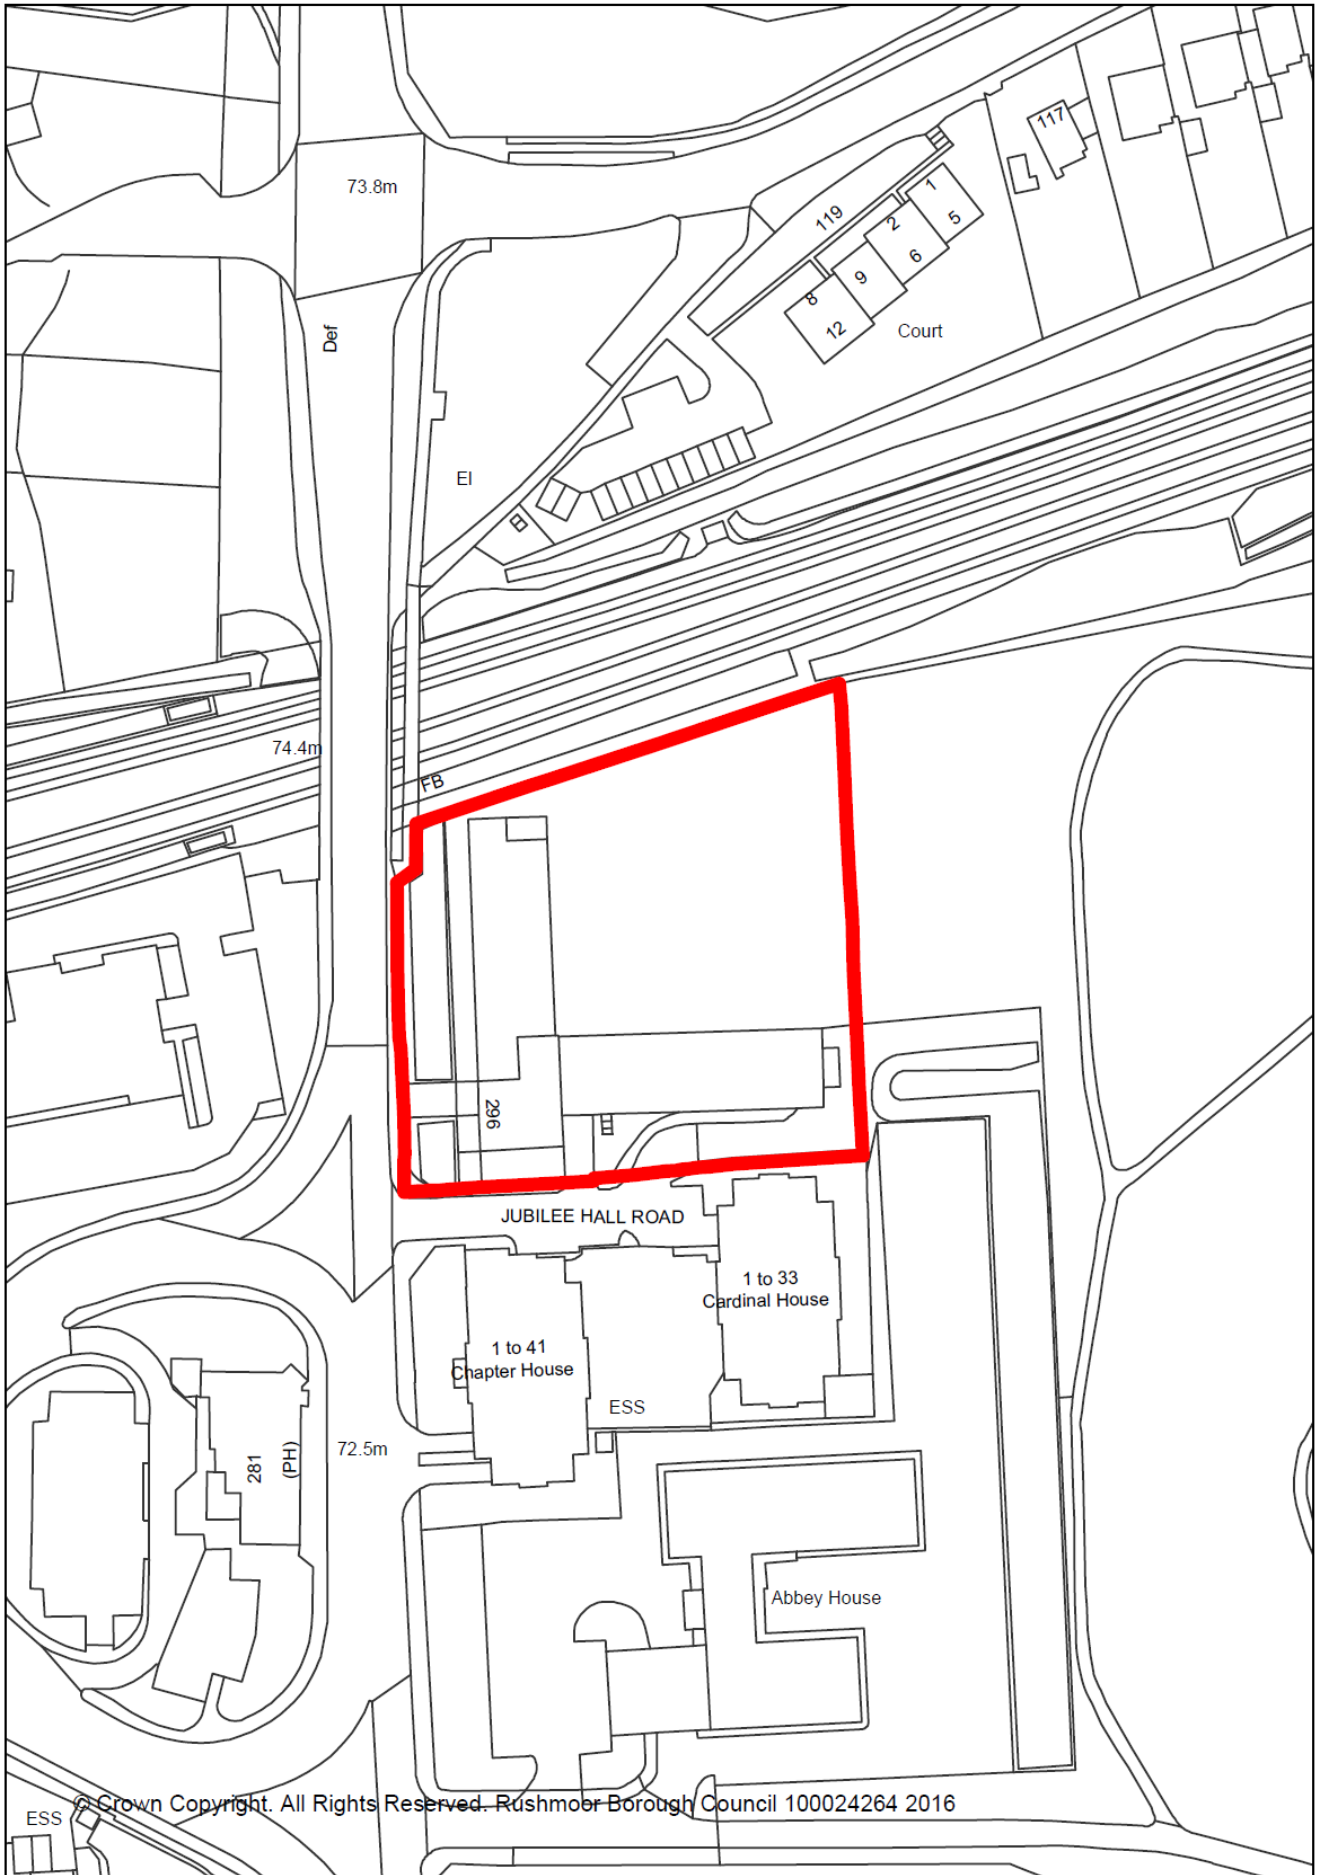 117
73.8m
1
119
5
2
6
9
8
12
Def
Court
El
74.4m
FB
296
JUBILEE HALL ROAD
1 to 33
Cardinal House
1 to 41
Chapter House
ESS
72.5m
281
(PH)
Abbey House
© Crown Copyright. All Rights Reserved. Rushmoor Borough Council 100024264 2016
ESS